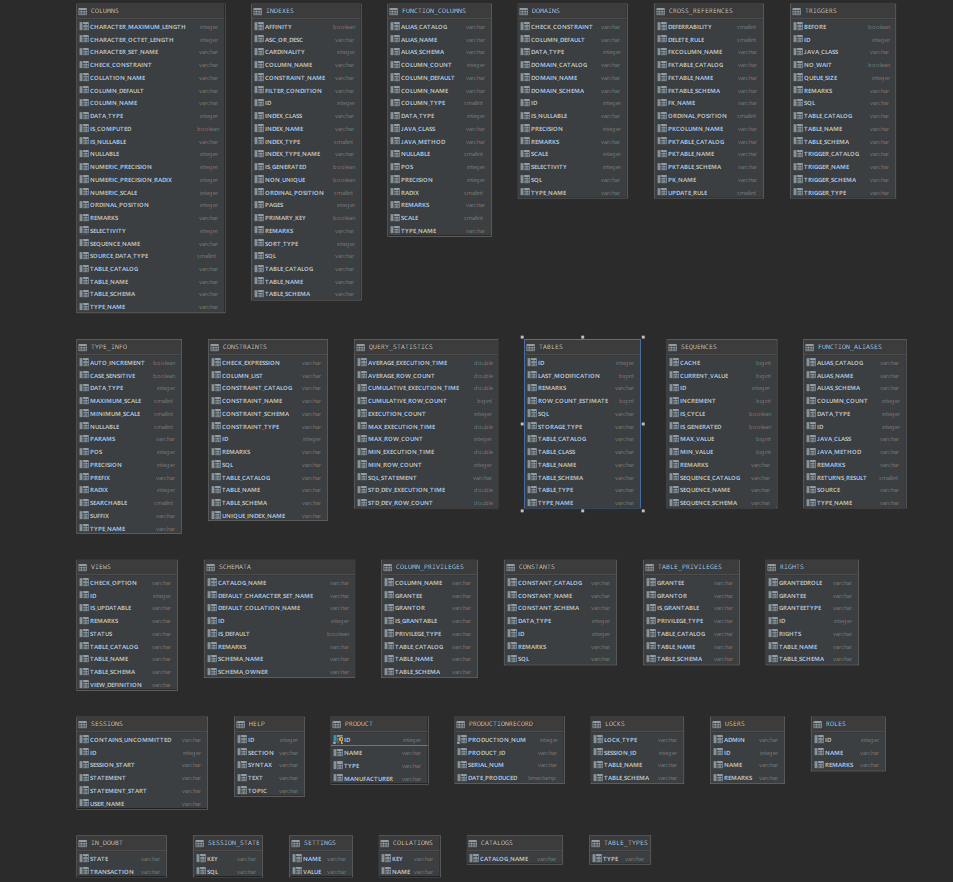 COLUMNS
CHARACTER_MAXIMUM_LENGTH integer
CHARACTER_OCTET_LENGTH integer
CHARACTER_SET_NAME varchar
CHECK_CONSTRAINT varchar
COLLATION_NAME varchar
COLUMN_DEFAULT varchar
COLUMN_NAME varchar
DATA_TYPE integer
IS_COMPUTED boolean
IS_NULLABLE varchar
NULLABLE integer
NUMERIC_PRECISION integer
NUMERIC_PRECISION_RADIX integer
NUMERIC_SCALE integer
ORDINAL_POSITION integer
REMARKS varchar
SELECTIVITY integer
SEQUENCE_NAME varchar
SOURCE_DATA_TYPE smallint
TABLE_CATALOG varchar
TABLE_NAME varchar
TABLE_SCHEMA varchar
TYPE_NAME varchar
INDEXES
AFFINITY boolean
ASC_OR_DESC varchar
CARDINALITY integer
COLUMN_NAME varchar
CONSTRAINT_NAME varchar
FILTER_CONDITION varchar
ID integer
INDEX_CLASS varchar
INDEX_NAME varchar
INDEX_TYPE smallint
INDEX_TYPE_NAME varchar
IS_GENERATED boolean
NON_UNIQUE boolean
ORDINAL_POSITION smallint
PAGES integer
PRIMARY_KEY boolean
REMARKS varchar
SORT_TYPE integer
SQL varchar
TABLE_CATALOG varchar
TABLE_NAME varchar
TABLE_SCHEMA varchar
FUNCTION_COLUMNS
ALIAS_CATALOG varchar
ALIAS_NAME varchar
ALIAS_SCHEMA varchar
COLUMN_COUNT integer
COLUMN_DEFAULT varchar
COLUMN_NAME varchar
COLUMN_TYPE smallint
DATA_TYPE integer
JAVA_CLASS varchar
JAVA_METHOD varchar
NULLABLE smallint
POS integer
PRECISION integer
RADIX smallint
REMARKS varchar
SCALE smallint
TYPE_NAME varchar
DOMAINS
CHECK_CONSTRAINT varchar
COLUMN_DEFAULT varchar
DATA_TYPE integer
DOMAIN_CATALOG varchar
DOMAIN_NAME varchar
DOMAIN_SCHEMA varchar
ID integer
IS_NULLABLE varchar
PRECISION integer
REMARKS varchar
SCALE integer
SELECTIVITY integer
SQL varchar
TYPE_NAME varchar
CROSS_REFERENCES
DEFERRABILITY smallint
DELETE_RULE smallint
FKCOLUMN_NAME varchar
FKTABLE_CATALOG varchar
FKTABLE_NAME varchar
FKTABLE_SCHEMA varchar
FK_NAME varchar
ORDINAL_POSITION smallint
PKCOLUMN_NAME varchar
PKTABLE_CATALOG varchar
PKTABLE_NAME varchar
PKTABLE_SCHEMA varchar
PK_NAME varchar
UPDATE_RULE smallint
TRIGGERS
BEFORE boolean
ID integer
JAVA_CLASS varchar
NO_WAIT boolean
QUEUE_SIZE integer
REMARKS varchar
SQL varchar
TABLE_CATALOG varchar
TABLE_NAME varchar
TABLE_SCHEMA varchar
TRIGGER_CATALOG varchar
TRIGGER_NAME varchar
TRIGGER_SCHEMA varchar
TRIGGER_TYPE varchar
TYPE_INFO
AUTO_INCREMENT boolean
CASE_SENSITIVE boolean
DATA_TYPE integer
MAXIMUM_SCALE smallint
MINIMUM_SCALE smallint
NULLABLE smallint
PARAMS varchar
POS integer
PRECISION integer
PREFIX varchar
RADIX integer
SEARCHABLE smallint
SUFFIX varchar
TYPE_NAME varchar
CONSTRAINTS
CHECK_EXPRESSION varchar
COLUMN_LIST varchar
CONSTRAINT_CATALOG varchar
CONSTRAINT_NAME varchar
CONSTRAINT_SCHEMA varchar
CONSTRAINT_TYPE varchar
ID integer
REMARKS varchar
SQL varchar
TABLE_CATALOG varchar
TABLE_NAME varchar
TABLE_SCHEMA varchar
UNIQUE_INDEX_NAME varchar
QUERY_STATISTICS
AVERAGE_EXECUTION_TIME double
AVERAGE_ROW_COUNT double
CUMULATIVE_EXECUTION_TIME double
CUMULATIVE_ROW_COUNT bigint
EXECUTION_COUNT integer
MAX_EXECUTION_TIME double
MAX_ROW_COUNT integer
MIN_EXECUTION_TIME double
MIN_ROW_COUNT integer
SQL_STATEMENT varchar
STD_DEV_EXECUTION_TIME double
STD_DEV_ROW_COUNT double
TABLES
ID integer
LAST_MODIFICATION bigint
REMARKS varchar
ROW_COUNT_ESTIMATE bigint
SQL varchar
STORAGE_TYPE varchar
TABLE_CATALOG varchar
TABLE_CLASS varchar
TABLE_NAME varchar
TABLE_SCHEMA varchar
TABLE_TYPE varchar
TYPE_NAME varchar
SEQUENCES
CACHE bigint
CURRENT_VALUE bigint
ID integer
INCREMENT bigint
IS_CYCLE boolean
IS_GENERATED boolean
MAX_VALUE bigint
MIN_VALUE bigint
REMARKS varchar
SEQUENCE_CATALOG varchar
SEQUENCE_NAME varchar
SEQUENCE_SCHEMA varchar
FUNCTION_ALIASES
ALIAS_CATALOG varchar
ALIAS_NAME varchar
ALIAS_SCHEMA varchar
COLUMN_COUNT integer
DATA_TYPE integer
ID integer
JAVA_CLASS varchar
JAVA_METHOD varchar
REMARKS varchar
RETURNS_RESULT smallint
SOURCE varchar
TYPE_NAME varchar
VIEWS
CHECK_OPTION varchar
ID integer
IS_UPDATABLE varchar
REMARKS varchar
STATUS varchar
TABLE_CATALOG varchar
TABLE_NAME varchar
TABLE_SCHEMA varchar
VIEW_DEFINITION varchar
SCHEMATA
CATALOG_NAME varchar
DEFAULT_CHARACTER_SET_NAME varchar
DEFAULT_COLLATION_NAME varchar
ID integer
IS_DEFAULT boolean
REMARKS varchar
SCHEMA_NAME varchar
SCHEMA_OWNER varchar
COLUMN_PRIVILEGES
COLUMN_NAME varchar
GRANTEE varchar
GRANTOR varchar
IS_GRANTABLE varchar
PRIVILEGE_TYPE varchar
TABLE_CATALOG varchar
TABLE_NAME varchar
TABLE_SCHEMA varchar
CONSTANTS
CONSTANT_CATALOG varchar
CONSTANT_NAME varchar
CONSTANT_SCHEMA varchar
DATA_TYPE integer
ID integer
REMARKS varchar
SQL varchar
TABLE_PRIVILEGES
GRANTEE varchar
GRANTOR varchar
IS_GRANTABLE varchar
PRIVILEGE_TYPE varchar
TABLE_CATALOG varchar
TABLE_NAME varchar
TABLE_SCHEMA varchar
RIGHTS
GRANTEDROLE varchar
GRANTEE varchar
GRANTEETYPE varchar
ID integer
RIGHTS varchar
TABLE_NAME varchar
TABLE_SCHEMA varchar
SESSIONS
CONTAINS_UNCOMMITTED varchar
ID integer
SESSION_START varchar
STATEMENT varchar
STATEMENT_START varchar
USER_NAME varchar
HELP
ID integer
SECTION varchar
SYNTAX varchar
TEXT varchar
TOPIC varchar
PRODUCT
ID integer
NAME varchar
TYPE varchar
MANUFACTURER varchar
PRODUCTIONRECORD
PRODUCTION_NUM integer
PRODUCT_ID varchar
SERIAL_NUM varchar
DATE_PRODUCED timestamp
LOCKS
LOCK_TYPE varchar
SESSION_ID integer
TABLE_NAME varchar
TABLE_SCHEMA varchar
USERS
ADMIN varchar
ID integer
NAME varchar
REMARKS varchar
ROLES
ID integer
NAME varchar
REMARKS varchar
IN_DOUBT
STATE varchar
TRANSACTION varchar
SESSION_STATE
KEY varchar
SQL varchar
SETTINGS
NAME varchar
VALUE varchar
COLLATIONS
KEY varchar
NAME varchar
CATALOGS
CATALOG_NAME varchar
TABLE_TYPES
TYPE varchar